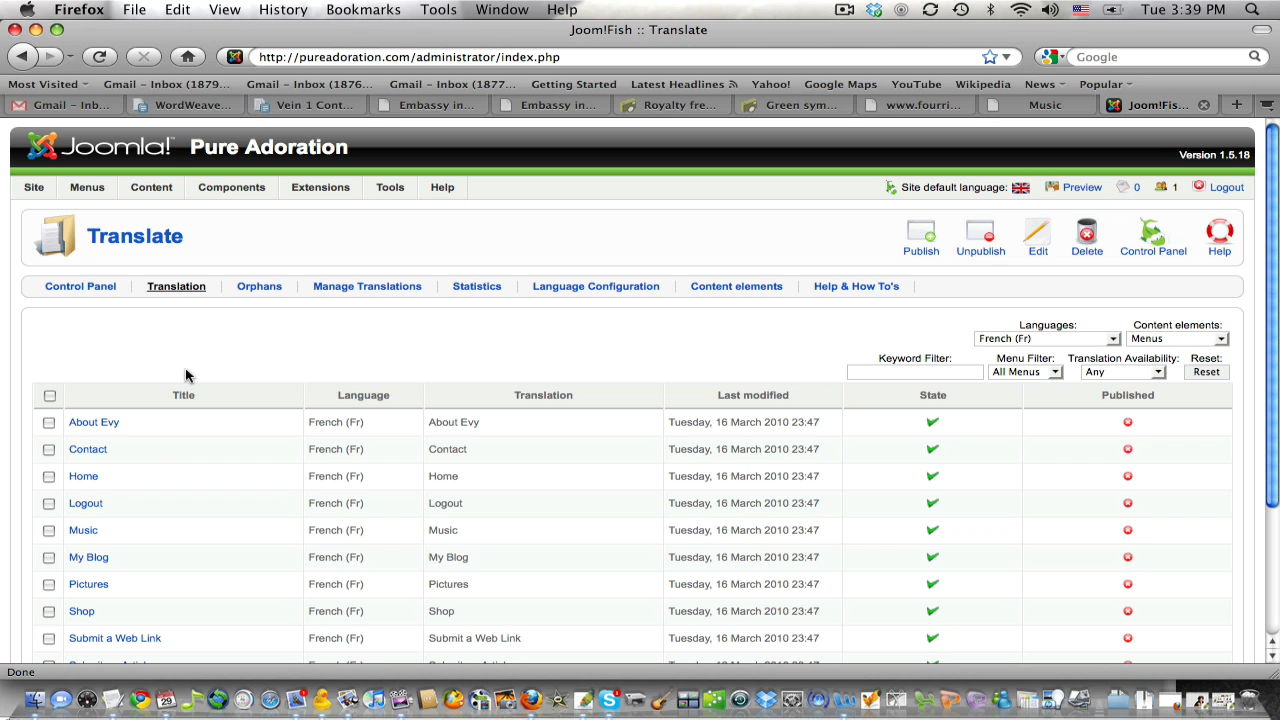 Firefox File Edit View History Bookmarks Tools Window Help Tue 3:39 PM
Joom!Fish :: Translate
http://pureadoration.com/administrator/index.php Google
Most Visited Gmail – Inbox (1879... Gmail – Inbox (1876... Gmail – Inbox (1877... Getting Started Latest Headlines Yahoo! Google Maps YouTube Wikipedia News Popular
Gmail – Inb... WordWeave... Vein 1 Cont... Embassy in... Embassy in... Royalty fre... Green sym... www.fourri... Music Joom!Fis...
Joomla! Pure Adoration
Version 1.5.18
Site Menus Content Components Extensions Tools Help Site default language: Preview 0 1 Logout
Translate
Publish Unpublish Edit Delete Control Panel Help
Control Panel Translation Orphans Manage Translations Statistics Language Configuration Content elements Help & How To's
Languages: Content elements:
French (Fr) Menus
Keyword Filter: Menu Filter: Translation Availability: Reset:
All Menus Any Reset
Title Language Translation Last modified State Published
About Evy French (Fr) About Evy Tuesday, 16 March 2010 23:47
Contact French (Fr) Contact Tuesday, 16 March 2010 23:47
Home French (Fr) Home Tuesday, 16 March 2010 23:47
Logout French (Fr) Logout Tuesday, 16 March 2010 23:47
Music French (Fr) Music Tuesday, 16 March 2010 23:47
My Blog French (Fr) My Blog Tuesday, 16 March 2010 23:47
Pictures French (Fr) Pictures Tuesday, 16 March 2010 23:47
Shop French (Fr) Shop Tuesday, 16 March 2010 23:47
Submit a Web Link French (Fr) Submit a Web Link Tuesday, 16 March 2010 23:47
Done